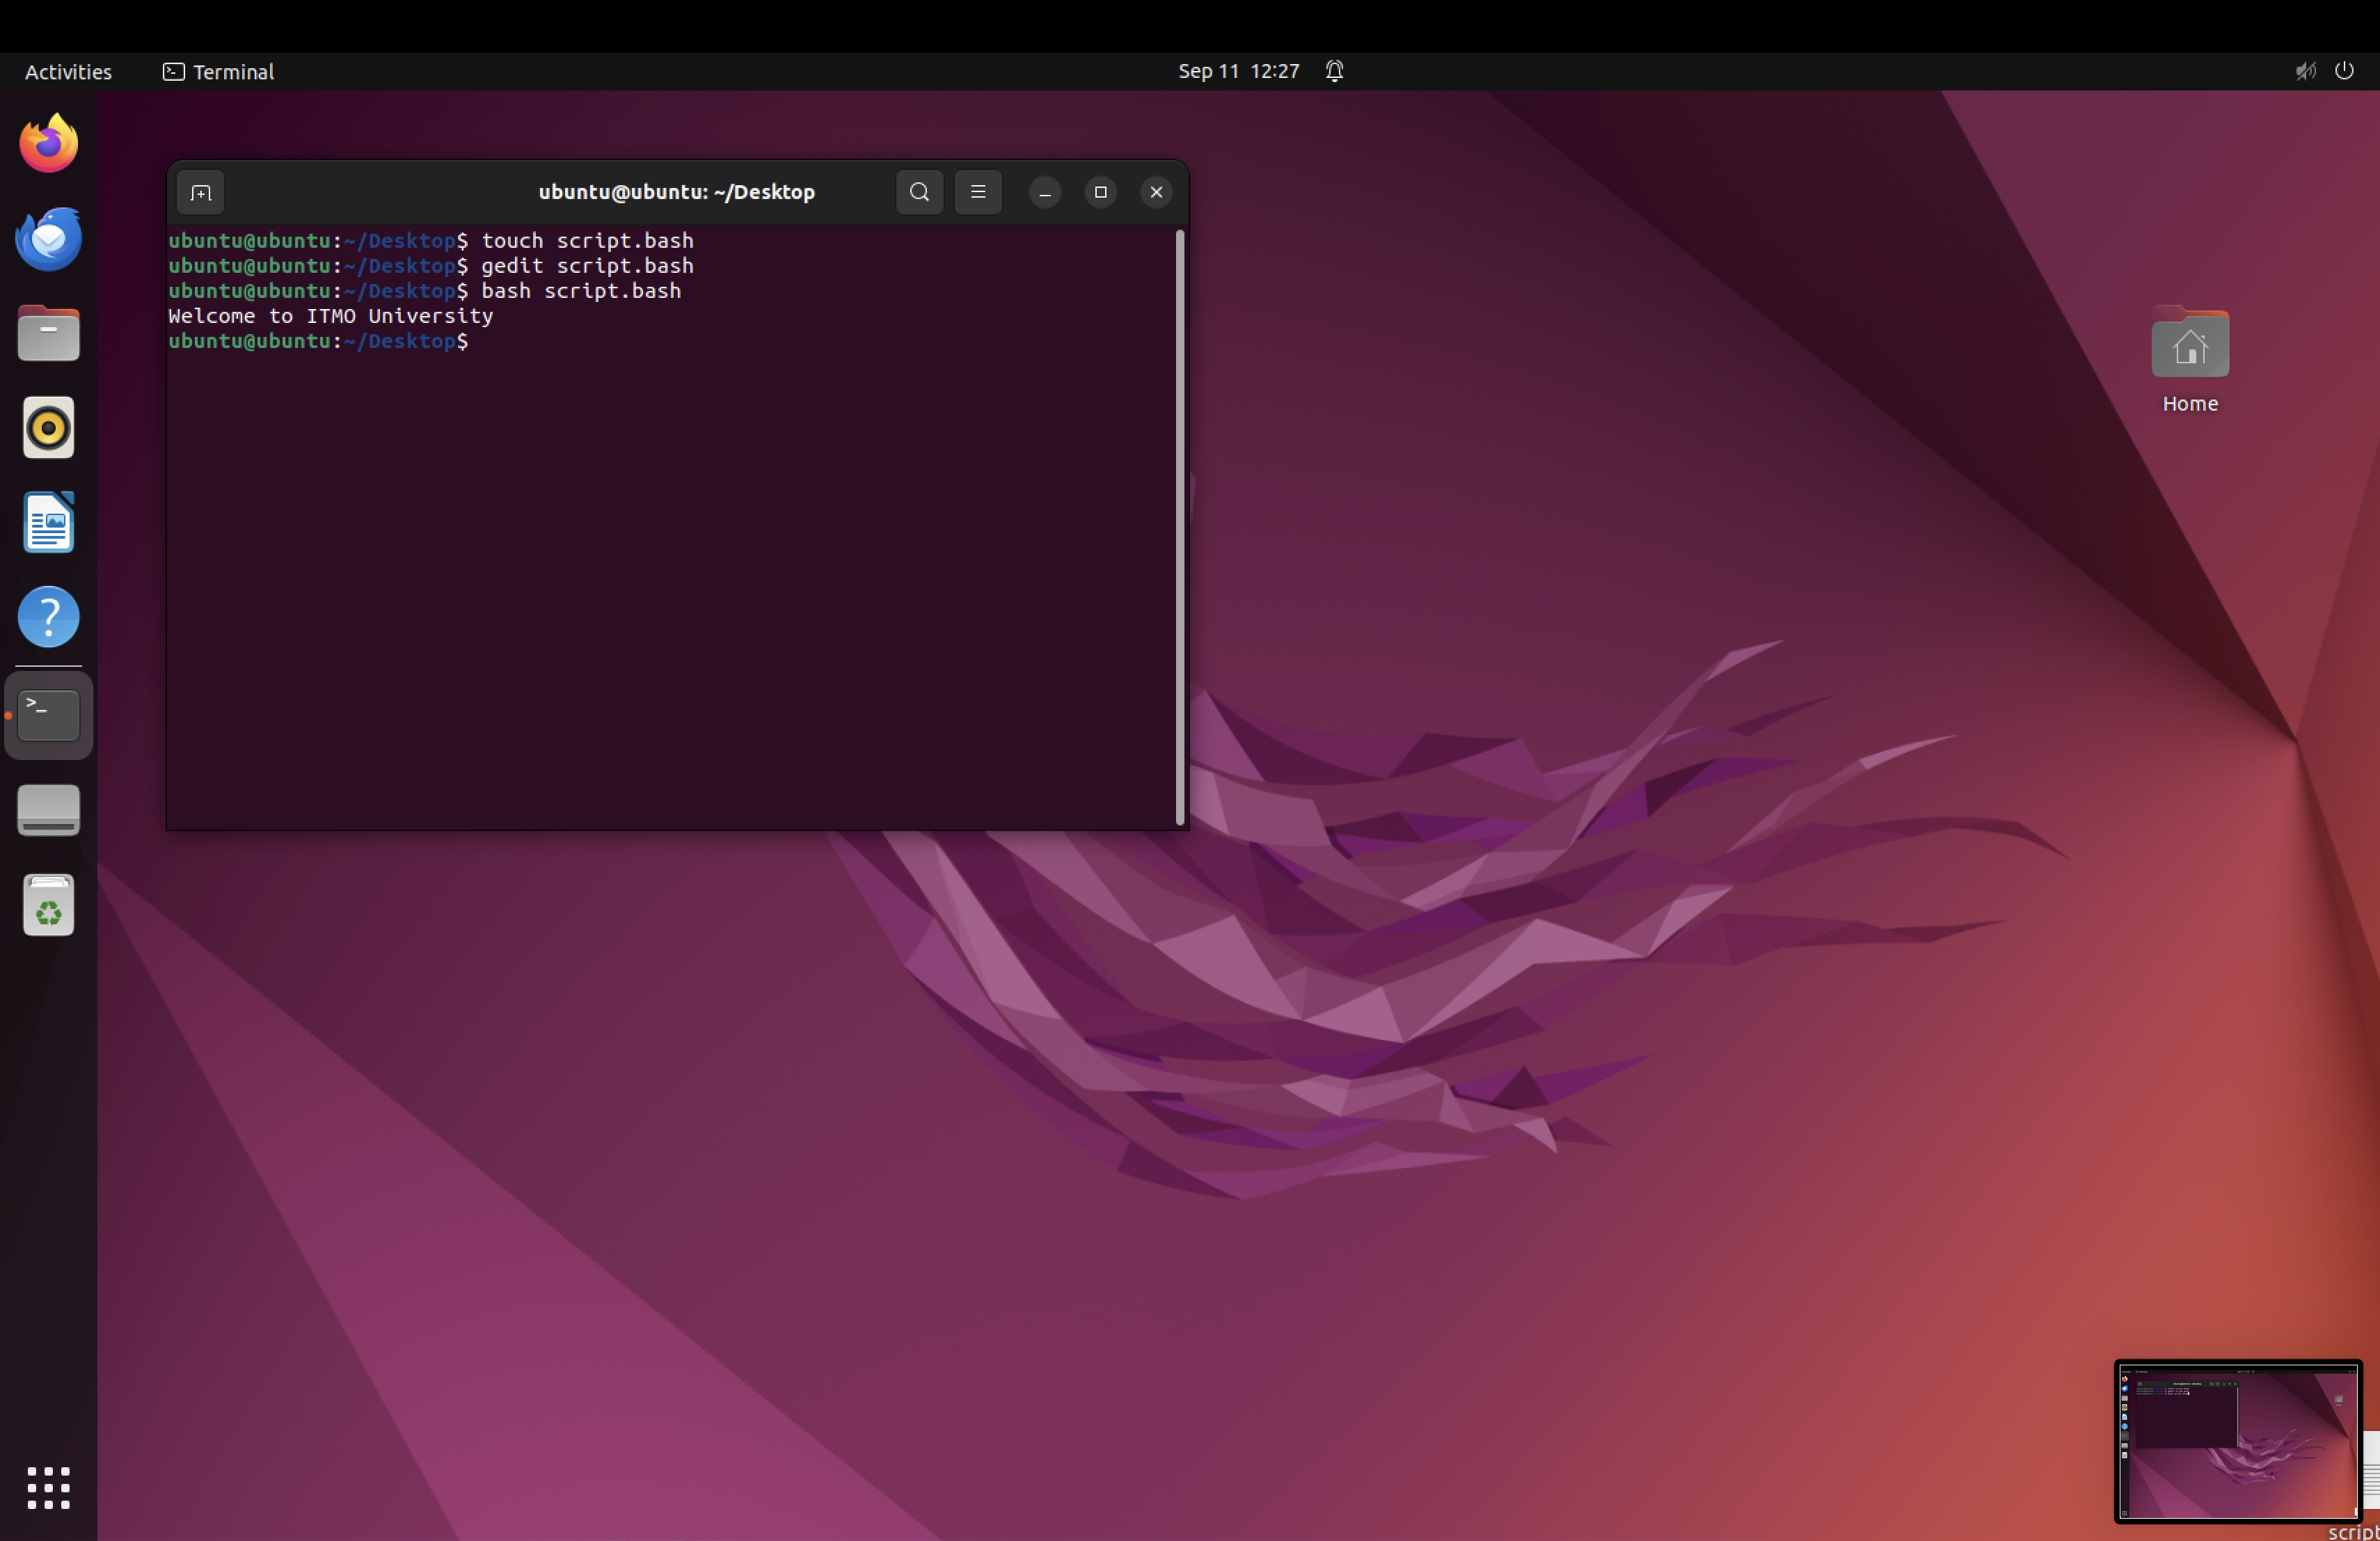 Activities Terminal Sep 11 12:27
ubuntu@ubuntu: ~/Desktop
ubuntu@ubuntu:~/Desktop$ touch script.bash
ubuntu@ubuntu:~/Desktop$ gedit script.bash
ubuntu@ubuntu:~/Desktop$ bash script.bash
Welcome to ITMO University
ubuntu@ubuntu:~/Desktop$
Home
script